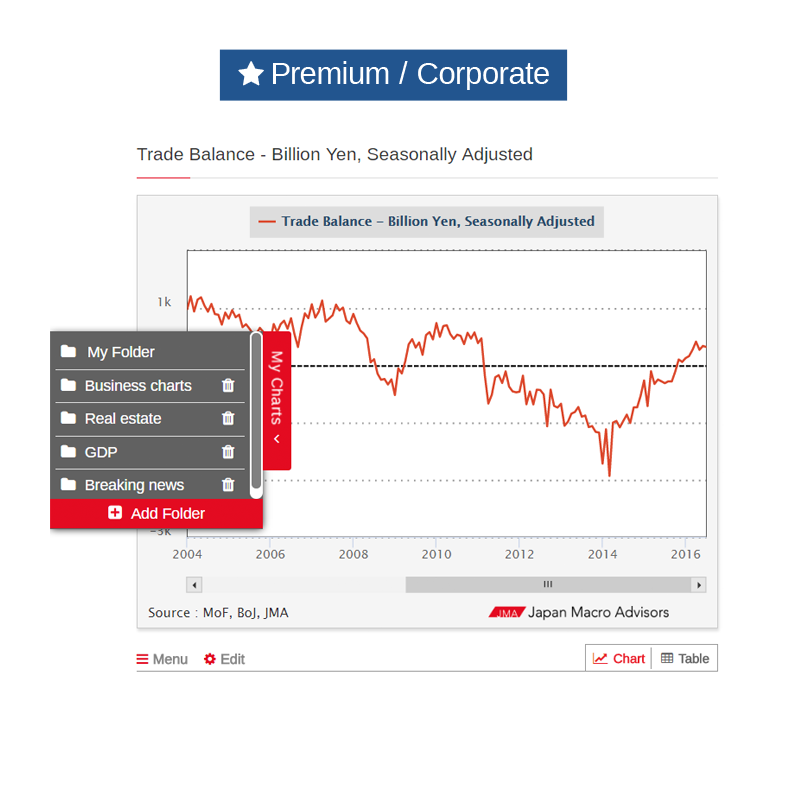 Premium / Corporate
Trade Balance - Billion Yen, Seasonally Adjusted
Trade Balance – Billion Yen, Seasonally Adjusted
1k
My Charts
My Folder
Business charts
Real estate
GDP
Breaking news
Add Folder
−3k
2004 2006 2008 2010 2012 2014 2016
Source : MoF, BoJ, JMA
JMA Japan Macro Advisors
Menu Edit
Chart Table